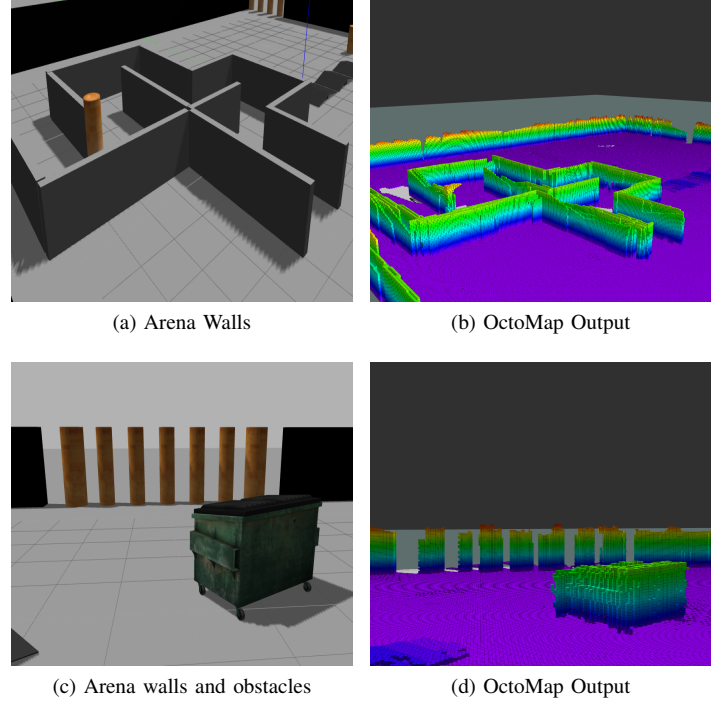 (a) Arena Walls
(b) OctoMap Output
(c) Arena walls and obstacles
(d) OctoMap Output